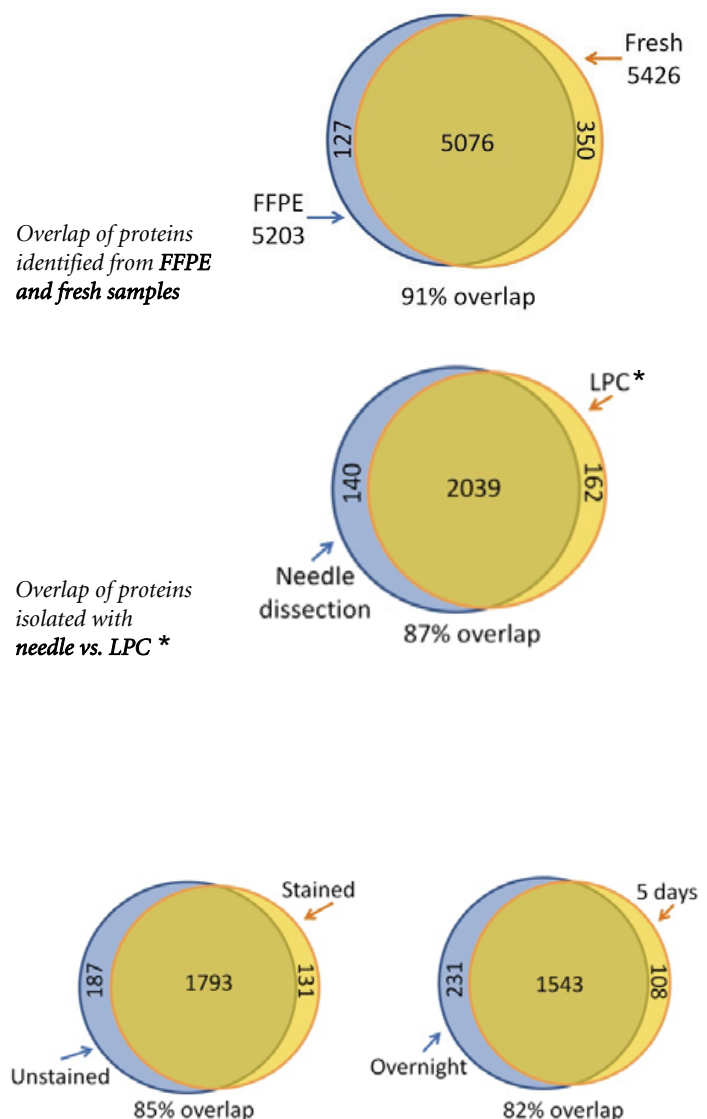 Fresh
5426
127
5076
350
FFPE
5203
Overlap of proteins
identified from FFPE
and fresh samples
91% overlap
LPC *
140
2039
162
Needle
dissection
Overlap of proteins
isolated with
needle vs. LPC *
87% overlap
Stained
187
1793
131
Unstained
85% overlap
5 days
231
1543
108
Overnight
82% overlap